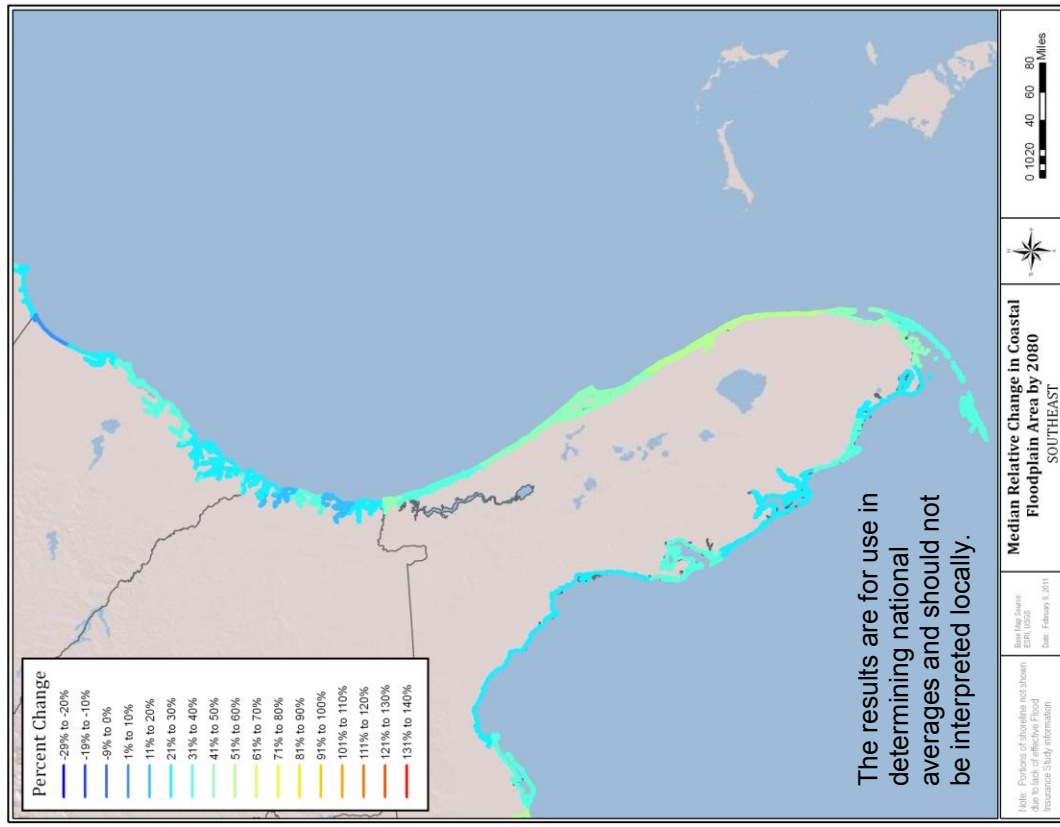 Percent Change
-29% to -20%
-19% to -10%
-9% to 0%
1% to 10%
11% to 20%
21% to 30%
31% to 40%
41% to 50%
51% to 60%
61% to 70%
71% to 80%
81% to 90%
91% to 100%
101% to 110%
111% to 120%
121% to 130%
131% to 140%
The results are for use in
determining national
averages and should not
be interpreted locally.
Note: Portions of shoreline not shown
due to lack of effective Flood
Insurance Study information.
Base Map Source:
ESRI, USGS
Date: February 9, 2011
Median Relative Change in Coastal
Floodplain Area by 2080
SOUTHEAST
N
E
S
W
0 10 20 40 60 80
Miles